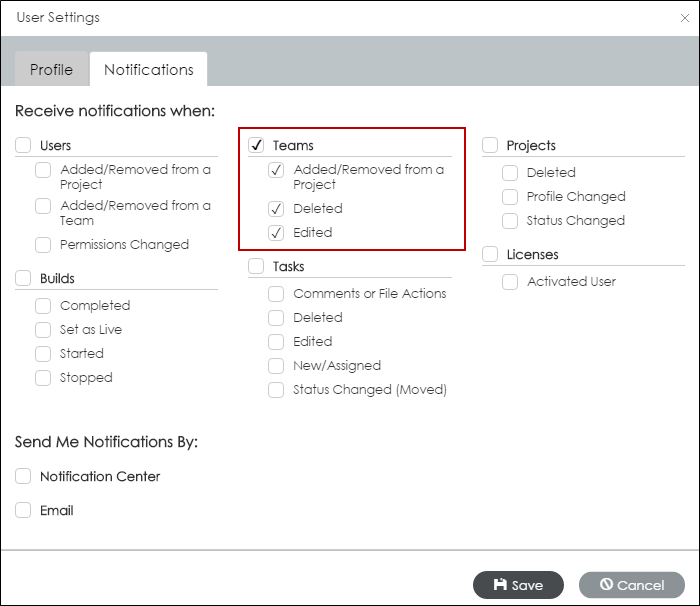 User Settings
Profile
Notifications
Receive notifications when:
Users
Added/Removed from a
Project
Added/Removed from a
Team
Permissions Changed
Builds
Completed
Set as Live
Started
Stopped
Teams
Added/Removed from a
Project
Deleted
Edited
Tasks
Comments or File Actions
Deleted
Edited
New/Assigned
Status Changed (Moved)
Projects
Deleted
Profile Changed
Status Changed
Licenses
Activated User
Send Me Notifications By:
Notification Center
Email
Save
Cancel